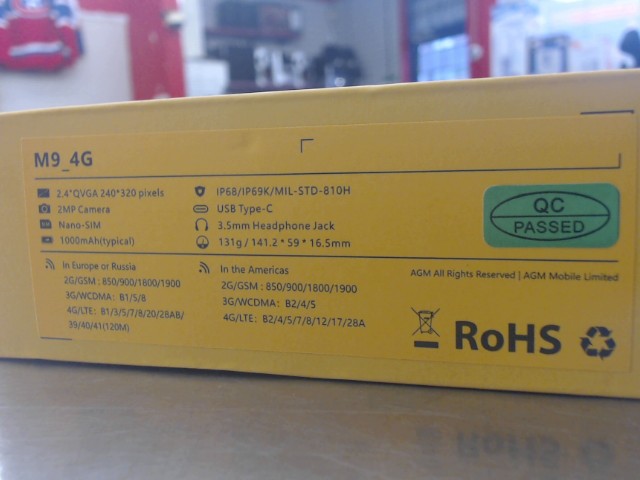 M9_4G
2.4"QVGA 240*320 pixels
2MP Camera
Nano-SIM
1000mAh(typical)
IP68/IP69K/MIL-STD-810H
USB Type-C
3.5mm Headphone Jack
131g / 141.2 * 59 * 16.5mm
QC
PASSED
In Europe or Russia
2G/GSM : 850/900/1800/1900
3G/WCDMA: B1/5/8
4G/LTE: B1/3/5/7/8/20/28AB/
39/40/41(120M)
In the Americas
2G/GSM : 850/900/1800/1900
3G/WCDMA: B2/4/5
4G/LTE: B2/4/5/7/8/12/17/28A
AGM All Rights Reserved | AGM Mobile Limited
RoHS